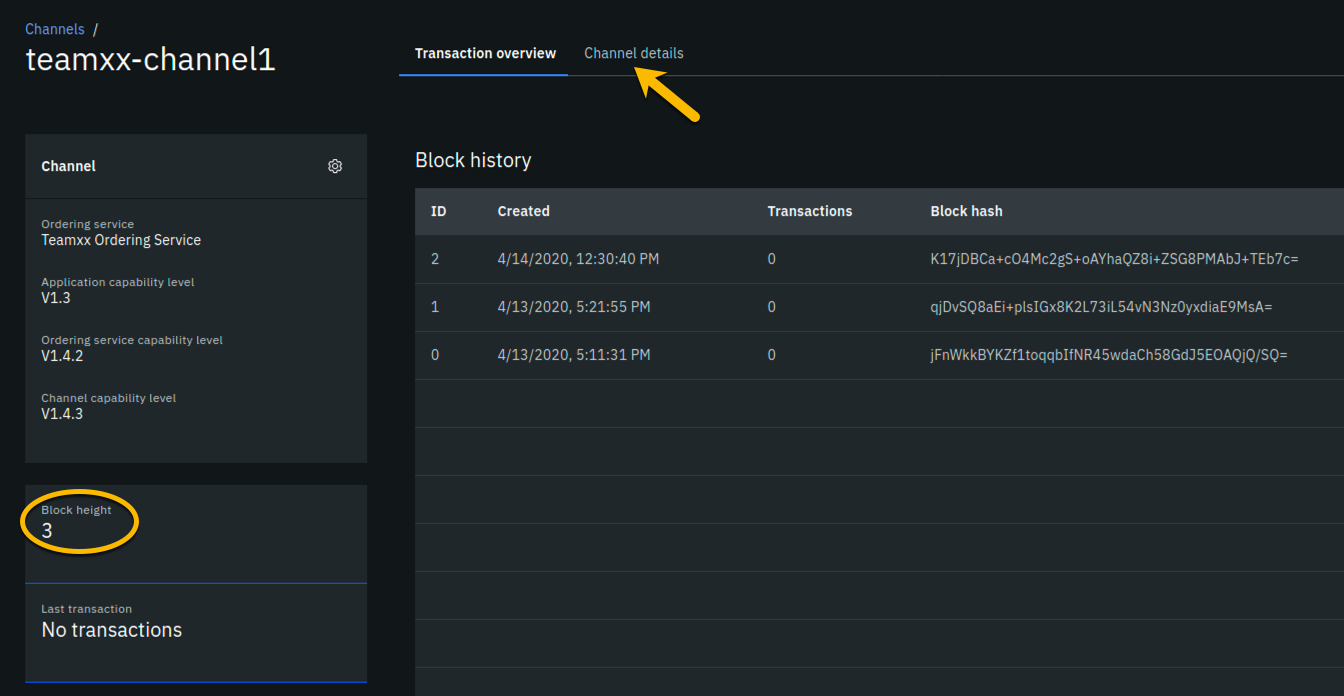 Channels /
teamxx-channel1
Transaction overview
Channel details
Channel
Ordering service
Teamxx Ordering Service
Application capability level
V1.3
Ordering service capability level
V1.4.2
Channel capability level
V1.4.3
Block height
3
Last transaction
No transactions
Block history
ID Created Transactions Block hash
2 4/14/2020, 12:30:40 PM 0 K17jDBCa+cO4Mc2gS+oAYhaQZ8i+ZSG8PMAbJ+TEb7c=
1 4/13/2020, 5:21:55 PM 0 qjDvSQ8aEi+plsIGx8K2L73iL54vN3Nz0yxdiaE9MsA=
0 4/13/2020, 5:11:31 PM 0 jFnWkkBYKZf1toqqbIfNR45wdaCh58GdJ5EOAQjQ/SQ=